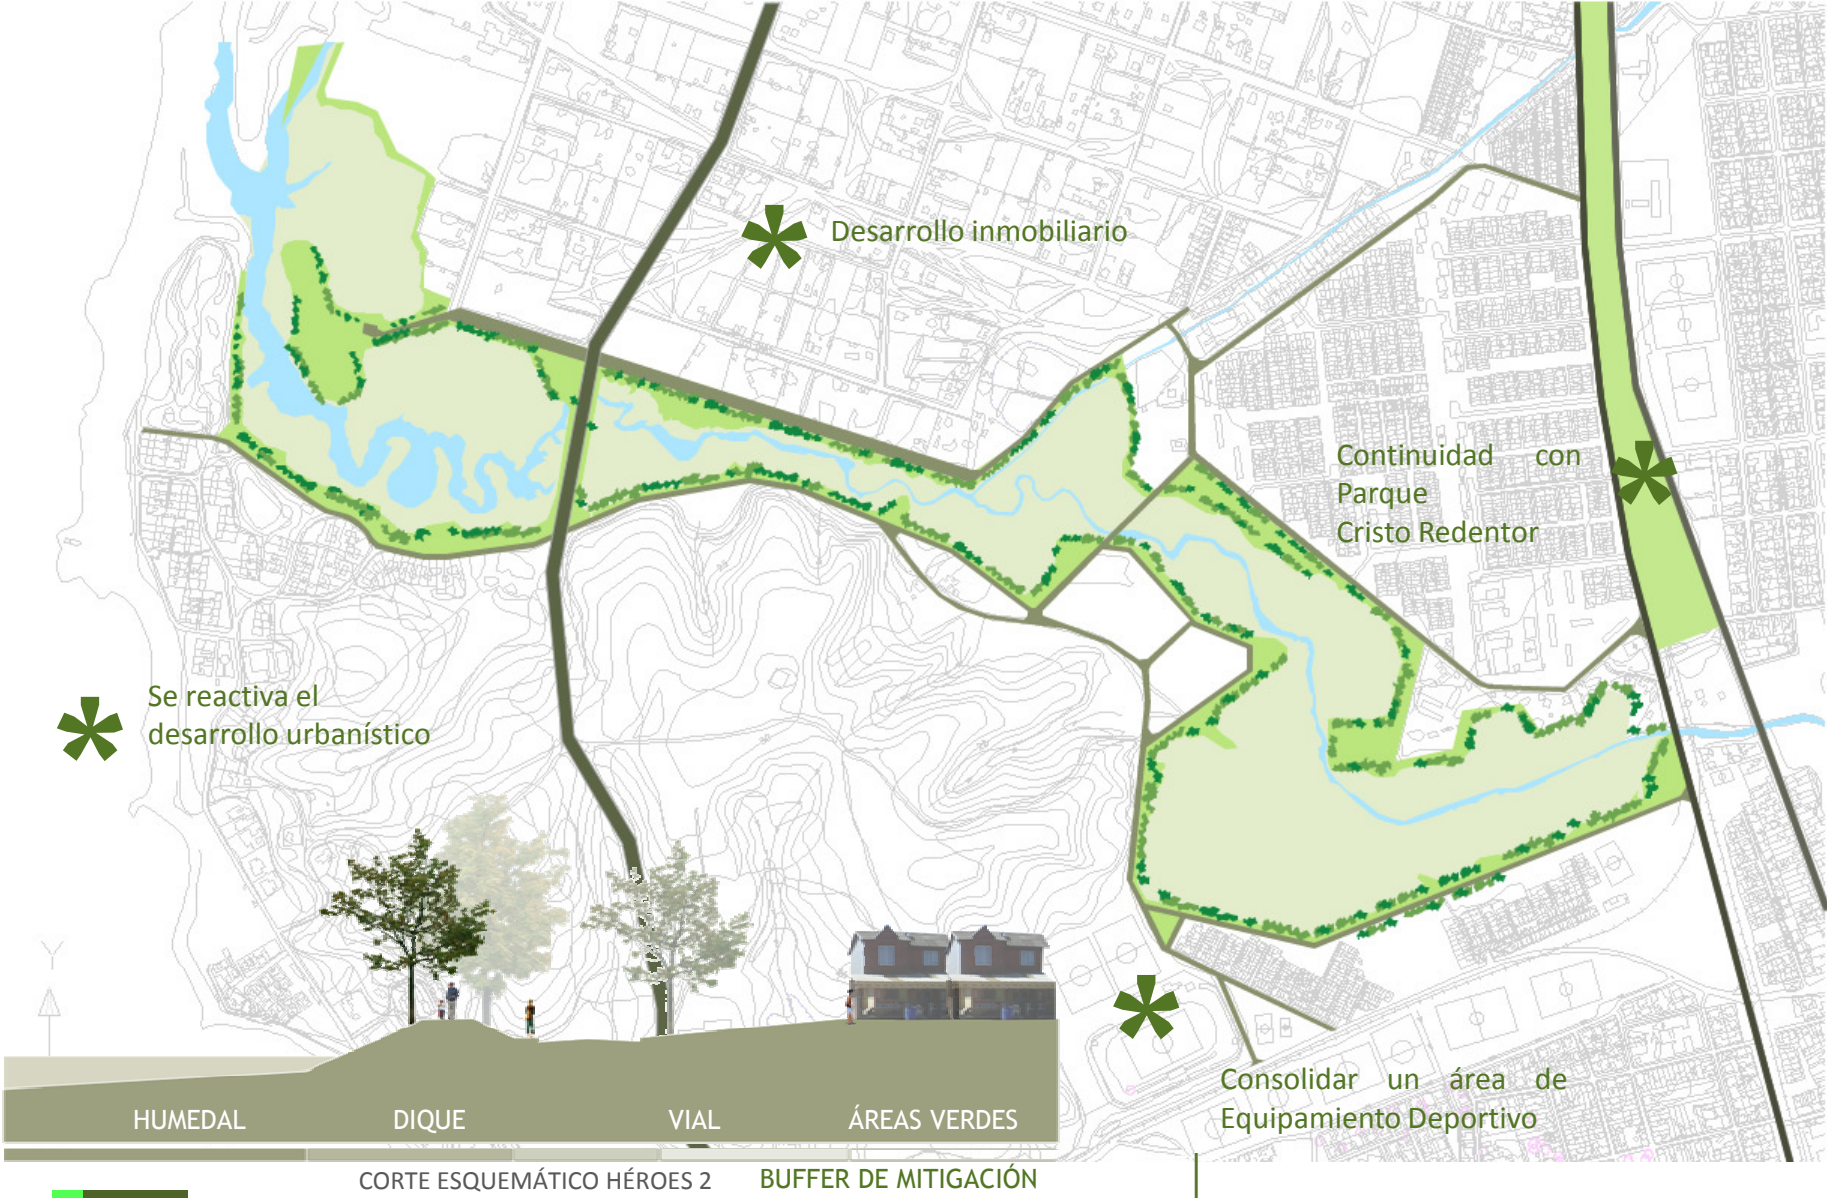 Desarrollo inmobiliario
Continuidad con
Parque
Cristo Redentor
Se reactiva el
desarrollo urbanístico
Consolidar un área de
Equipamiento Deportivo
HUMEDAL DIQUE VIAL ÁREAS VERDES
CORTE ESQUEMÁTICO HÉROES 2 BUFFER DE MITIGACIÓN